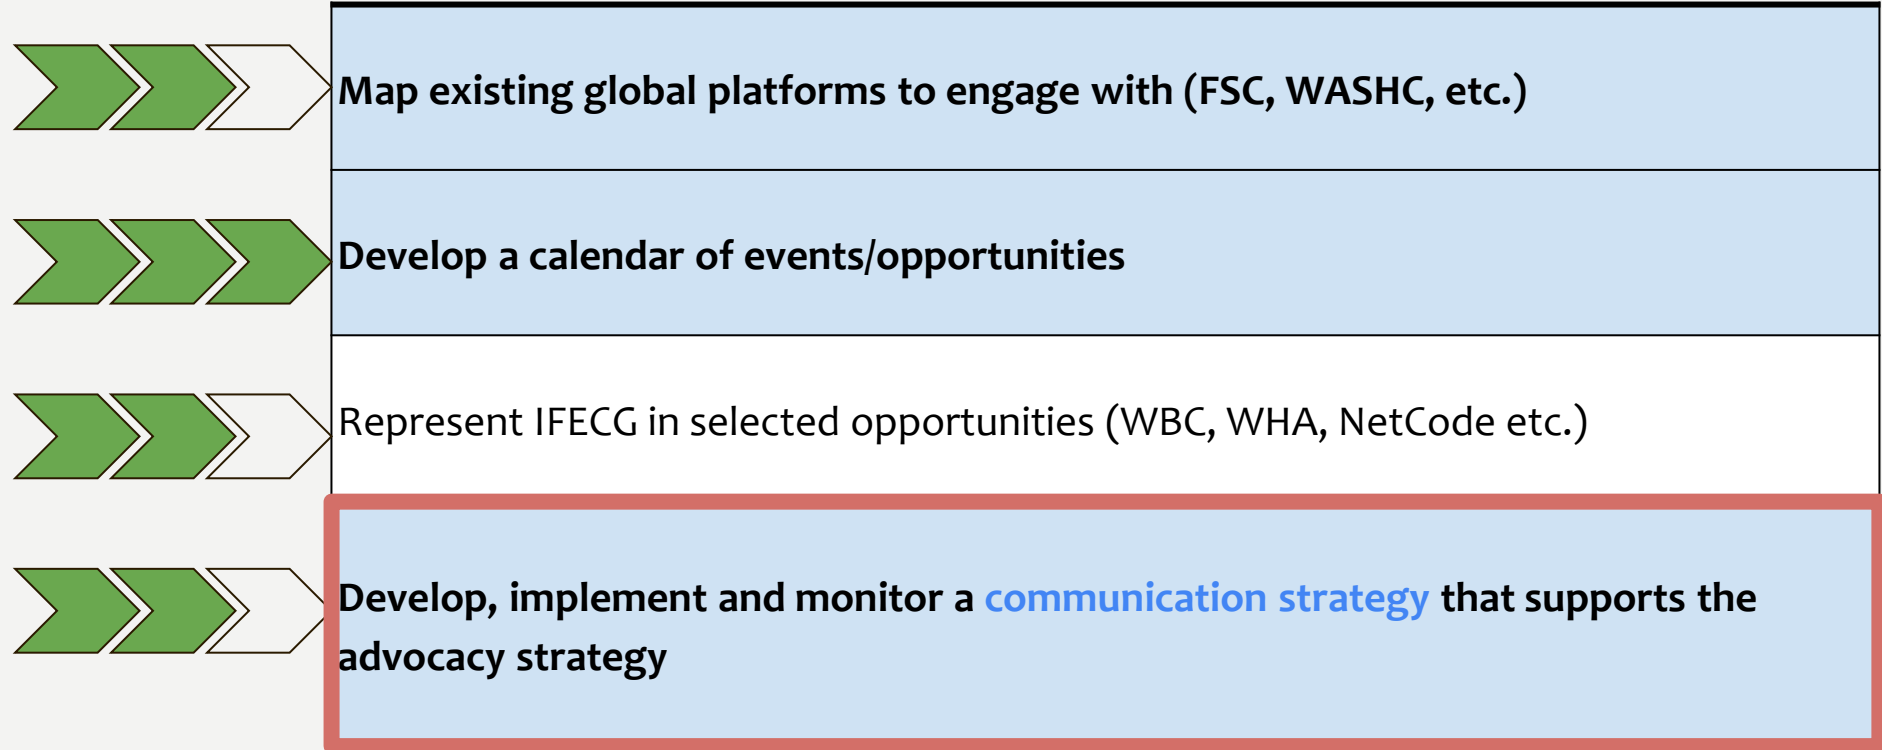 Map existing global platforms to engage with (FSC, WASHC, etc.)
Develop a calendar of events/opportunities
Represent IFECG in selected opportunities (WBC, WHA, NetCode etc.)
Develop, implement and monitor a communication strategy that supports the
advocacy strategy